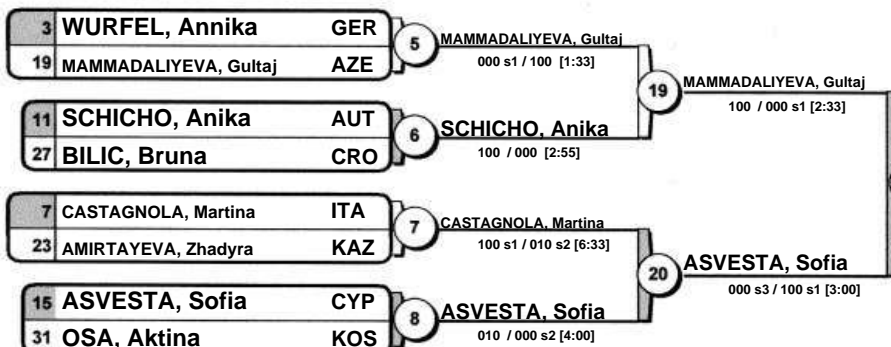 3 WURFEL, Annika GER
19 MAMMADALIYEVA, Gultaj AZE
5
MAMMADALIYEVA, Gultaj
000 s1 / 100 [1:33]
11 SCHICHO, Anika AUT
27 BILIC, Bruna CRO
6
SCHICHO, Anika
100 / 000 [2:55]
19
MAMMADALIYEVA, Gultaj
100 / 000 s1 [2:33]
7 CASTAGNOLA, Martina ITA
23 AMIRTAYEVA, Zhadyra KAZ
7
CASTAGNOLA, Martina
100 s1 / 010 s2 [6:33]
15 ASVESTA, Sofia CYP
31 OSA, Aktina KOS
8
ASVESTA, Sofia
010 / 000 s2 [4:00]
20
ASVESTA, Sofia
000 s3 / 100 s1 [3:00]